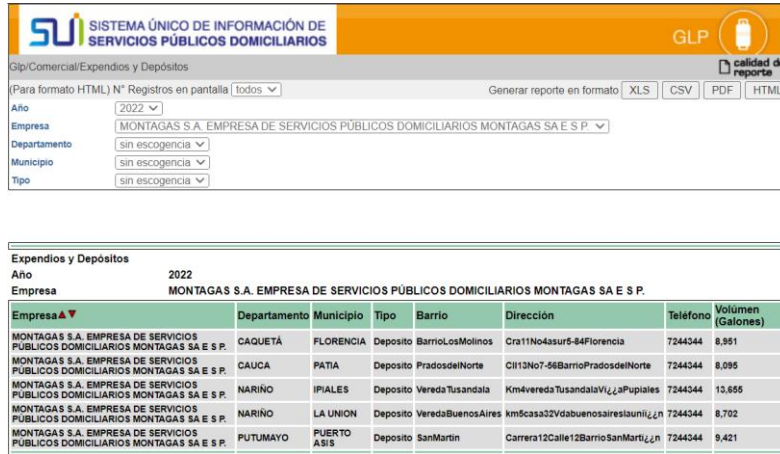 sui SISTEMA ÚNICO DE INFORMACIÓN DE
SERVICIOS PÚBLICOS DOMICILIARIOS
GLP
Glp/Comercial/Expendios y Depósitos
calidad de
reporte
(Para formato HTML) N° Registros en pantalla todos Generar reporte en formato XLS CSV PDF HTML
Año 2022
Empresa MONTAGAS S.A. EMPRESA DE SERVICIOS PÚBLICOS DOMICILIARIOS MONTAGAS SA E S P.
Departamento sin escogencia
Municipio sin escogencia
Tipo sin escogencia
Expendios y Depósitos
Año 2022
Empresa MONTAGAS S.A. EMPRESA DE SERVICIOS PÚBLICOS DOMICILIARIOS MONTAGAS SA E S P.
Empresa Departamento Municipio Tipo Barrio Dirección Teléfono Volúmen
(Galones)
MONTAGAS S.A. EMPRESA DE SERVICIOS
PÚBLICOS DOMICILIARIOS MONTAGAS SA E S P. CAQUETÁ FLORENCIA Deposito BarrioLosMolinos Cra11No4asur5-84Florencia 7244344 8,951
MONTAGAS S.A. EMPRESA DE SERVICIOS
PÚBLICOS DOMICILIARIOS MONTAGAS SA E S P. CAUCA PATIA Deposito PradosdelNorte Cll13No7-56BarrioPradosdelNorte 7244344 8,095
MONTAGAS S.A. EMPRESA DE SERVICIOS
PÚBLICOS DOMICILIARIOS MONTAGAS SA E S P. NARIÑO IPIALES Deposito VeredaTusandala Km4veredaTusandalaVi¿¿aPupiales 7244344 13,655
MONTAGAS S.A. EMPRESA DE SERVICIOS
PÚBLICOS DOMICILIARIOS MONTAGAS SA E S P. NARIÑO LA UNION Deposito VeredaBuenosAires km5casa32Vdabuenosaireslaunii¿¿n 7244344 8,702
MONTAGAS S.A. EMPRESA DE SERVICIOS
PÚBLICOS DOMICILIARIOS MONTAGAS SA E S P. PUTUMAYO PUERTO
ASIS Deposito SanMartin Carrera12Calle12BarrioSanMarti¿¿n 7244344 9,421